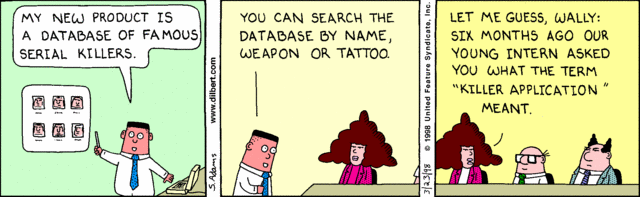 MY NEW PRODUCT IS
A DATABASE OF FAMOUS
SERIAL KILLERS.
S.Adams
www.dilbert.com
YOU CAN SEARCH THE
DATABASE BY NAME,
WEAPON OR TATTOO.
3/23/98
© 1998 United Feature Syndicate, Inc.
LET ME GUESS, WALLY:
SIX MONTHS AGO OUR
YOUNG INTERN ASKED
YOU WHAT THE TERM
"KILLER APPLICATION"
MEANT.